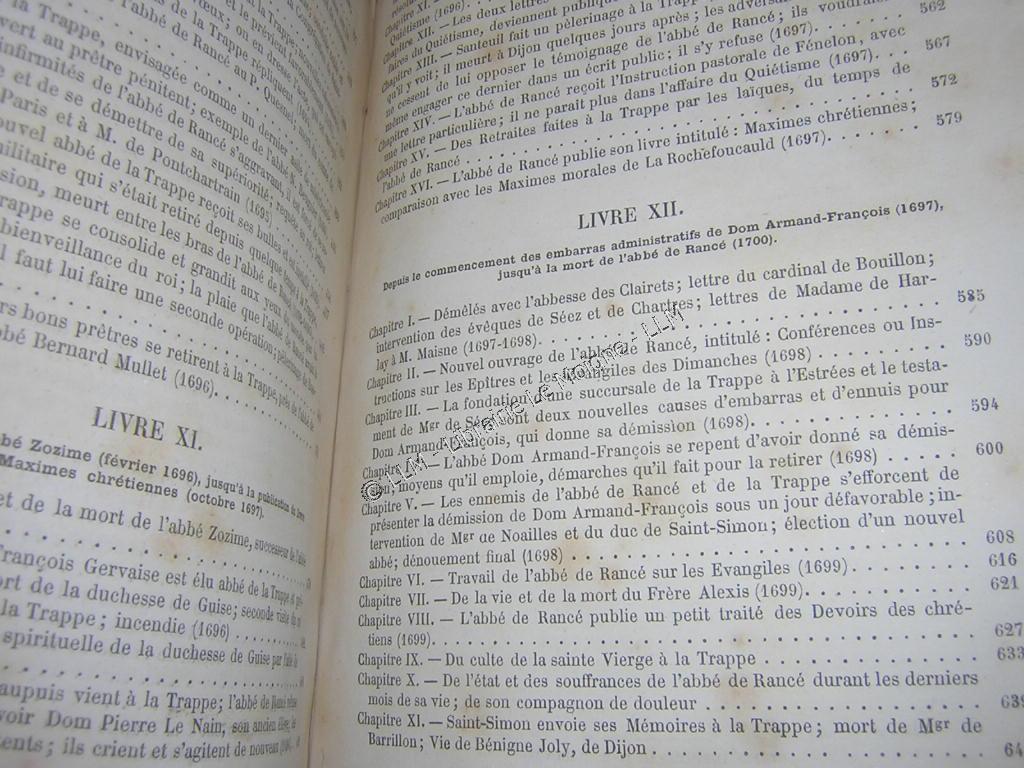 la Trappe, envisagée comme un dernier asile
ert au prêtre pénitent; exemple de l'abbé
infirmités de l'abbé de Rancé s'aggravant,
e et de se démettre de sa supériorité;
Paris et à M. de Pontchartrain (1695)
ouvel abbé de la Trappe reçoit ses bulles
militaire qui s'était retiré depuis quelque
sion, meurt entre les bras de l'abbé de
rappe se consolide et grandit aux yeux
bienveillance du roi; la plaie que l'abbé
l faut lui faire une seconde opération;
rs bons prêtres se retirent à la Trappe,
bbé Bernard Mullet (1696).
LIVRE XI.
bbé Zozime (février 1696), jusqu'à la publication du livre
Maximes chrétiennes (octobre 1697).
et de la mort de l'abbé Zozime, successeur de
François Gervaise est élu abbé de la Trappe
ort de la duchesse de Guise; seconde visite
la Trappe; incendie (1696)
spirituelle de la duchesse de Guise par
aupuis vient à la Trappe; l'abbé de Rancé refuse
voir Dom Pierre Le Nain, son ancien
tents; ils crient et s'agitent de nouveau
Quiétisme (1696).
Chapitre XII. — Les deux lettres
faires du Quiétisme, deviennent publiques
Chapitre XIII. — Santeuil fait un pèlerinage à la Trappe
qu'il y voit; il meurt à Dijon quelques jours après; les adversaires
ne cessent de lui opposer le témoignage de l'abbé de Rancé; ils voudraient
même engager ce dernier dans un écrit public; il s'y refuse (1697). 562
Chapitre XIV. — L'abbé de Rancé reçoit l'Instruction pastorale de Fénelon, avec
une lettre particulière; il ne paraît plus dans l'affaire du Quiétisme (1697). 567
Chapitre XV. — Des Retraites faites à la Trappe par les laïques, du temps de
l'abbé de Rancé . . . . . 572
Chapitre XVI. — L'abbé de Rancé publie son livre intitulé : Maximes chrétiennes;
comparaison avec les Maximes morales de La Rochefoucauld (1697). . . . . 579
LIVRE XII.
Depuis le commencement des embarras administratifs de Dom Armand-François (1697),
jusqu'à la mort de l'abbé de Rancé (1700).
Chapitre I. — Démêlés avec l'abbesse des Clairets; lettre du cardinal de Bouillon;
intervention des évêques de Séez et de Chartres; lettres de Madame de Har-
lay à M. Maisne (1697-1698). . . . . 585
Chapitre II. — Nouvel ouvrage de l'abbé de Rancé, intitulé : Conférences ou Ins-
tructions sur les Epîtres et les Evangiles des Dimanches (1698) . . . . . 590
Chapitre III. — La fondation d'une succursale de la Trappe à l'Estrées et le testa-
ment de Mgr de Séez sont deux nouvelles causes d'embarras et d'ennuis pour
Dom Armand-François, qui donne sa démission (1698). . . . . 594
Chapitre IV. — L'abbé Dom Armand-François se repent d'avoir donné sa démis-
sion; moyens qu'il emploie, démarches qu'il fait pour la retirer (1698) . . . . . 600
Chapitre V. — Les ennemis de l'abbé de Rancé et de la Trappe s'efforcent de
présenter la démission de Dom Armand-François sous un jour défavorable; in-
tervention de Mgr de Noailles et du duc de Saint-Simon; élection d'un nouvel
abbé; dénouement final (1698) . . . . . 608
Chapitre VI. — Travail de l'abbé de Rancé sur les Evangiles (1699) . . . . . 616
Chapitre VII. — De la vie et de la mort du Frère Alexis (1699). . . . . 621
Chapitre VIII. — L'abbé de Rancé publie un petit traité des Devoirs des chré-
tiens (1699). . . . . 627
Chapitre IX. — Du culte de la sainte Vierge à la Trappe . . . . . 633
Chapitre X. — De l'état et des souffrances de l'abbé de Rancé durant les derniers
mois de sa vie; de son compagnon de douleur . . . . . 639
Chapitre XI. — Saint-Simon envoie ses Mémoires à la Trappe; mort de Mgr de
Barrillon; Vie de Bénigne Joly, de Dijon . . . . . 64
© LLM - Librairie Le Moine - LLM